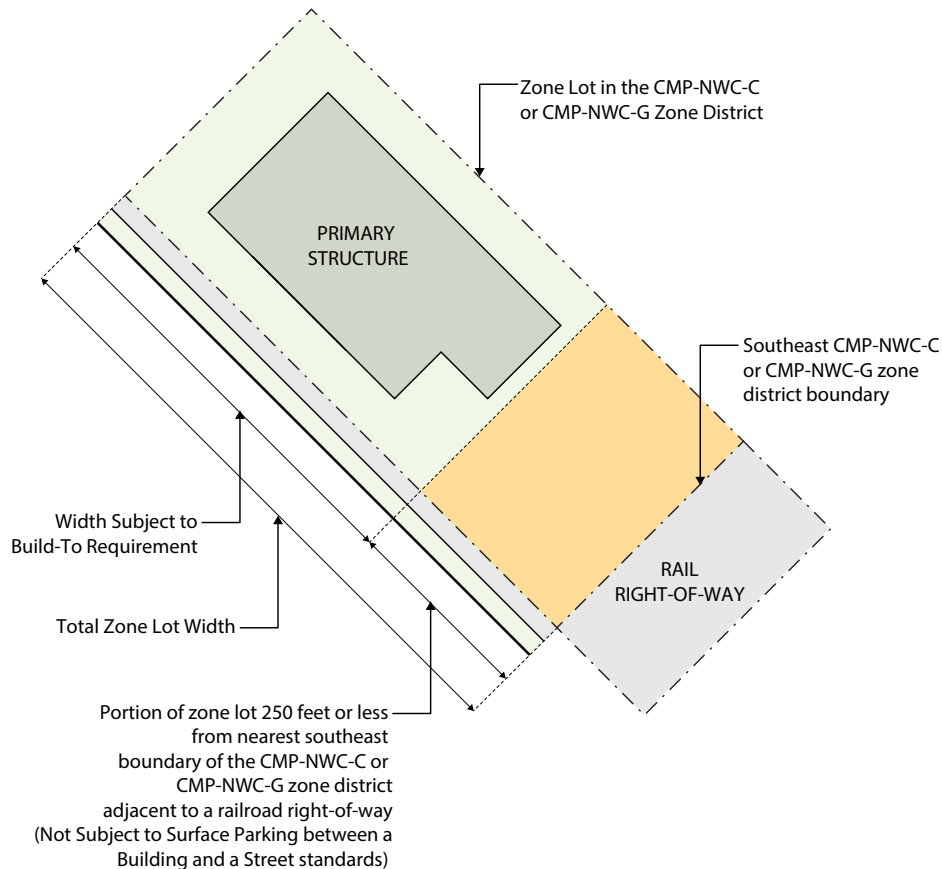 Zone Lot in the CMP-NWC-C
or CMP-NWC-G Zone District
PRIMARY
STRUCTURE
Southeast CMP-NWC-C
or CMP-NWC-G zone
district boundary
Width Subject to
Build-To Requirement
RAIL
RIGHT-OF-WAY
Total Zone Lot Width
Portion of zone lot 250 feet or less
from nearest southeast
boundary of the CMP-NWC-C or
CMP-NWC-G zone district
adjacent to a railroad right-of-way
(Not Subject to Surface Parking between a
Building and a Street standards)